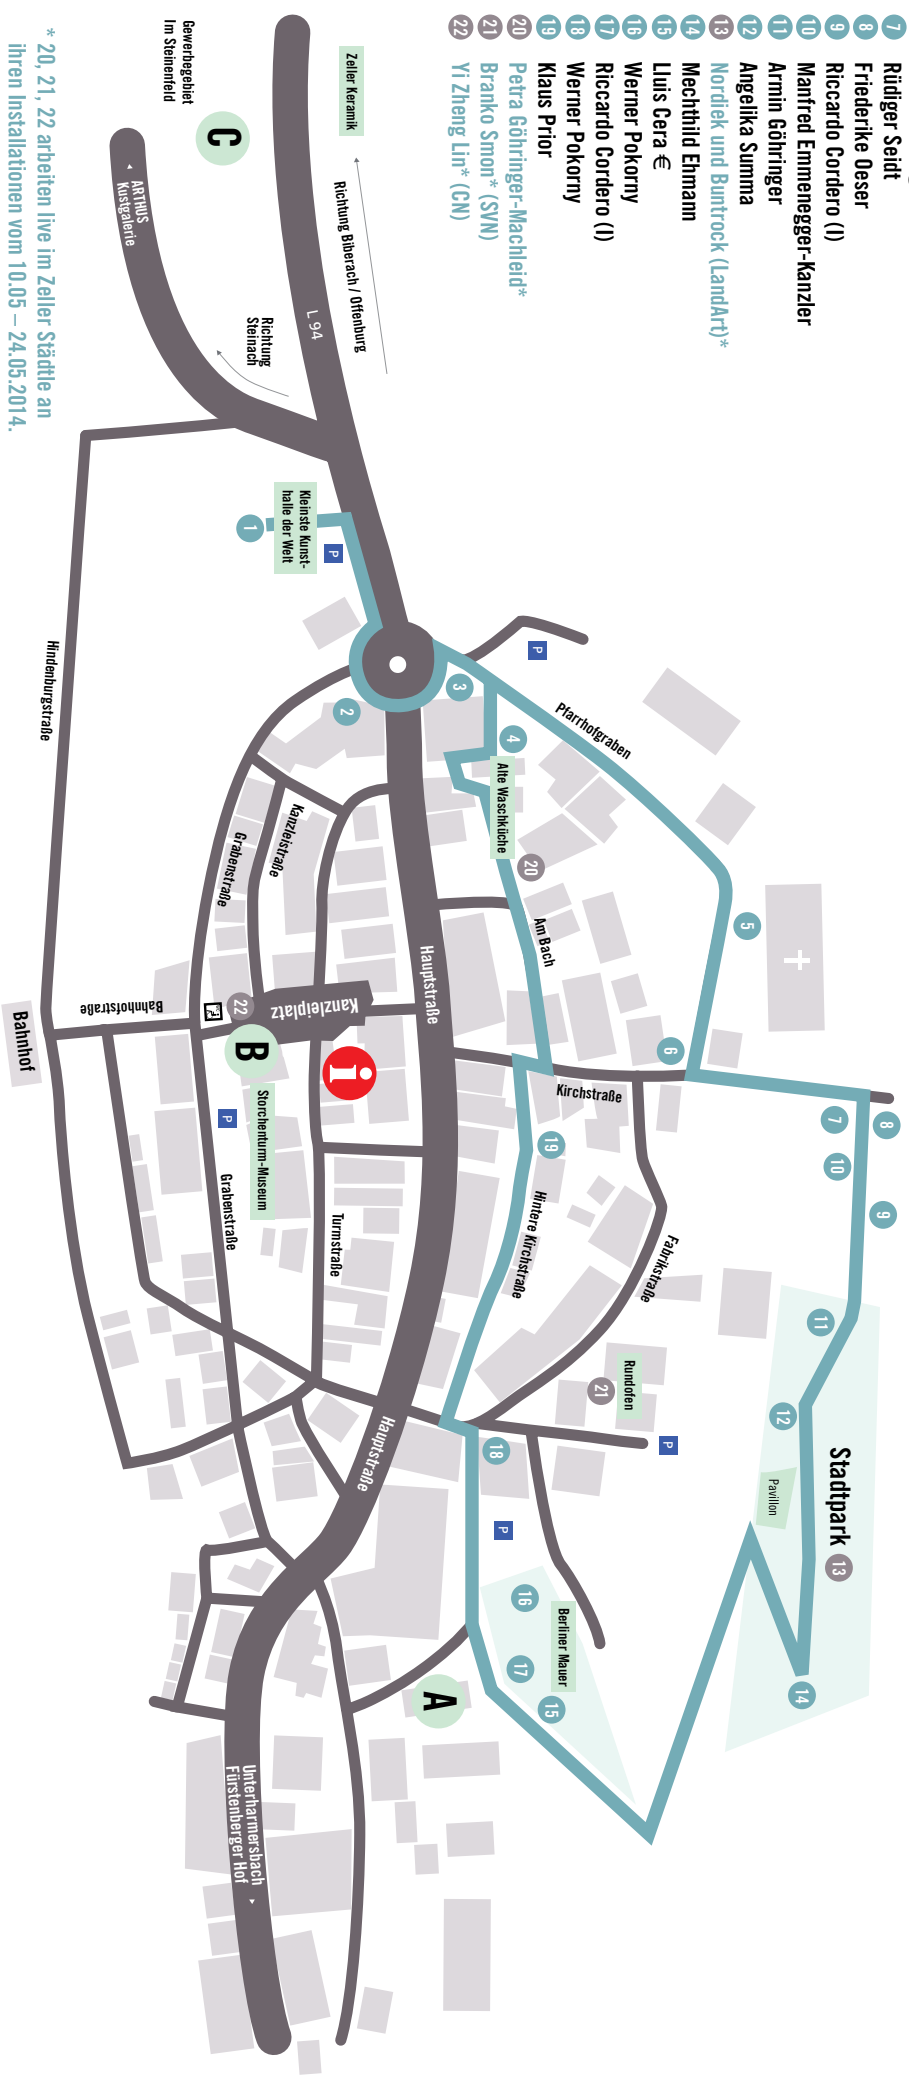 7 Rüdiger Seidt
8 Friederike Oeser
9 Riccardo Cordero (I)
10 Manfred Emmenegger-Kanzler
11 Armin Göhringer
12 Angelika Summa
13 Nordiek und Buntrock (LandArt)*
14 Mechthild Ehmann
15 Lluis Cera €
16 Werner Pokorny
17 Riccardo Cordero (I)
18 Werner Pokorny
19 Klaus Prior
20 Petra Göhringer-Machleid*
21 Branko Smon* (SVN)
22 Yi Zheng Lin* (CN)
* 20, 21, 22 arbeiten live im Zeller Städtle an
ihren Installationen vom 10.05 – 24.05.2014.
Zeller Keramik
Richtung Biberach / Offenburg
L 94
Gewerbegebiet
Im Steinenfeld
C
ARTHUS
Kustgalerie
Richtung
Steinach
Kleinste Kunst-
halle der Welt
1
P
Hindenburgstraße
2
3
P
4
Pfarrhofgraben
Alte Waschküche
20
Am Bach
5
6
Kanzleistraße
Grabenstraße
Hauptstraße
Kanzleiplatz
22
Bahnhofstraße
Bahnhof
B
i
Storchenturm-Museum
P
Grabenstraße
Turmstraße
Kirchstraße
19
Hintere Kirchstraße
Fabrikstraße
7
8
10
9
11
12
Stadtpark
13
Pavillon
14
Rundofen
21
P
18
P
Hauptstraße
16
Berliner Mauer
17
15
A
Unterharmersbach
Fürstenberger Hof